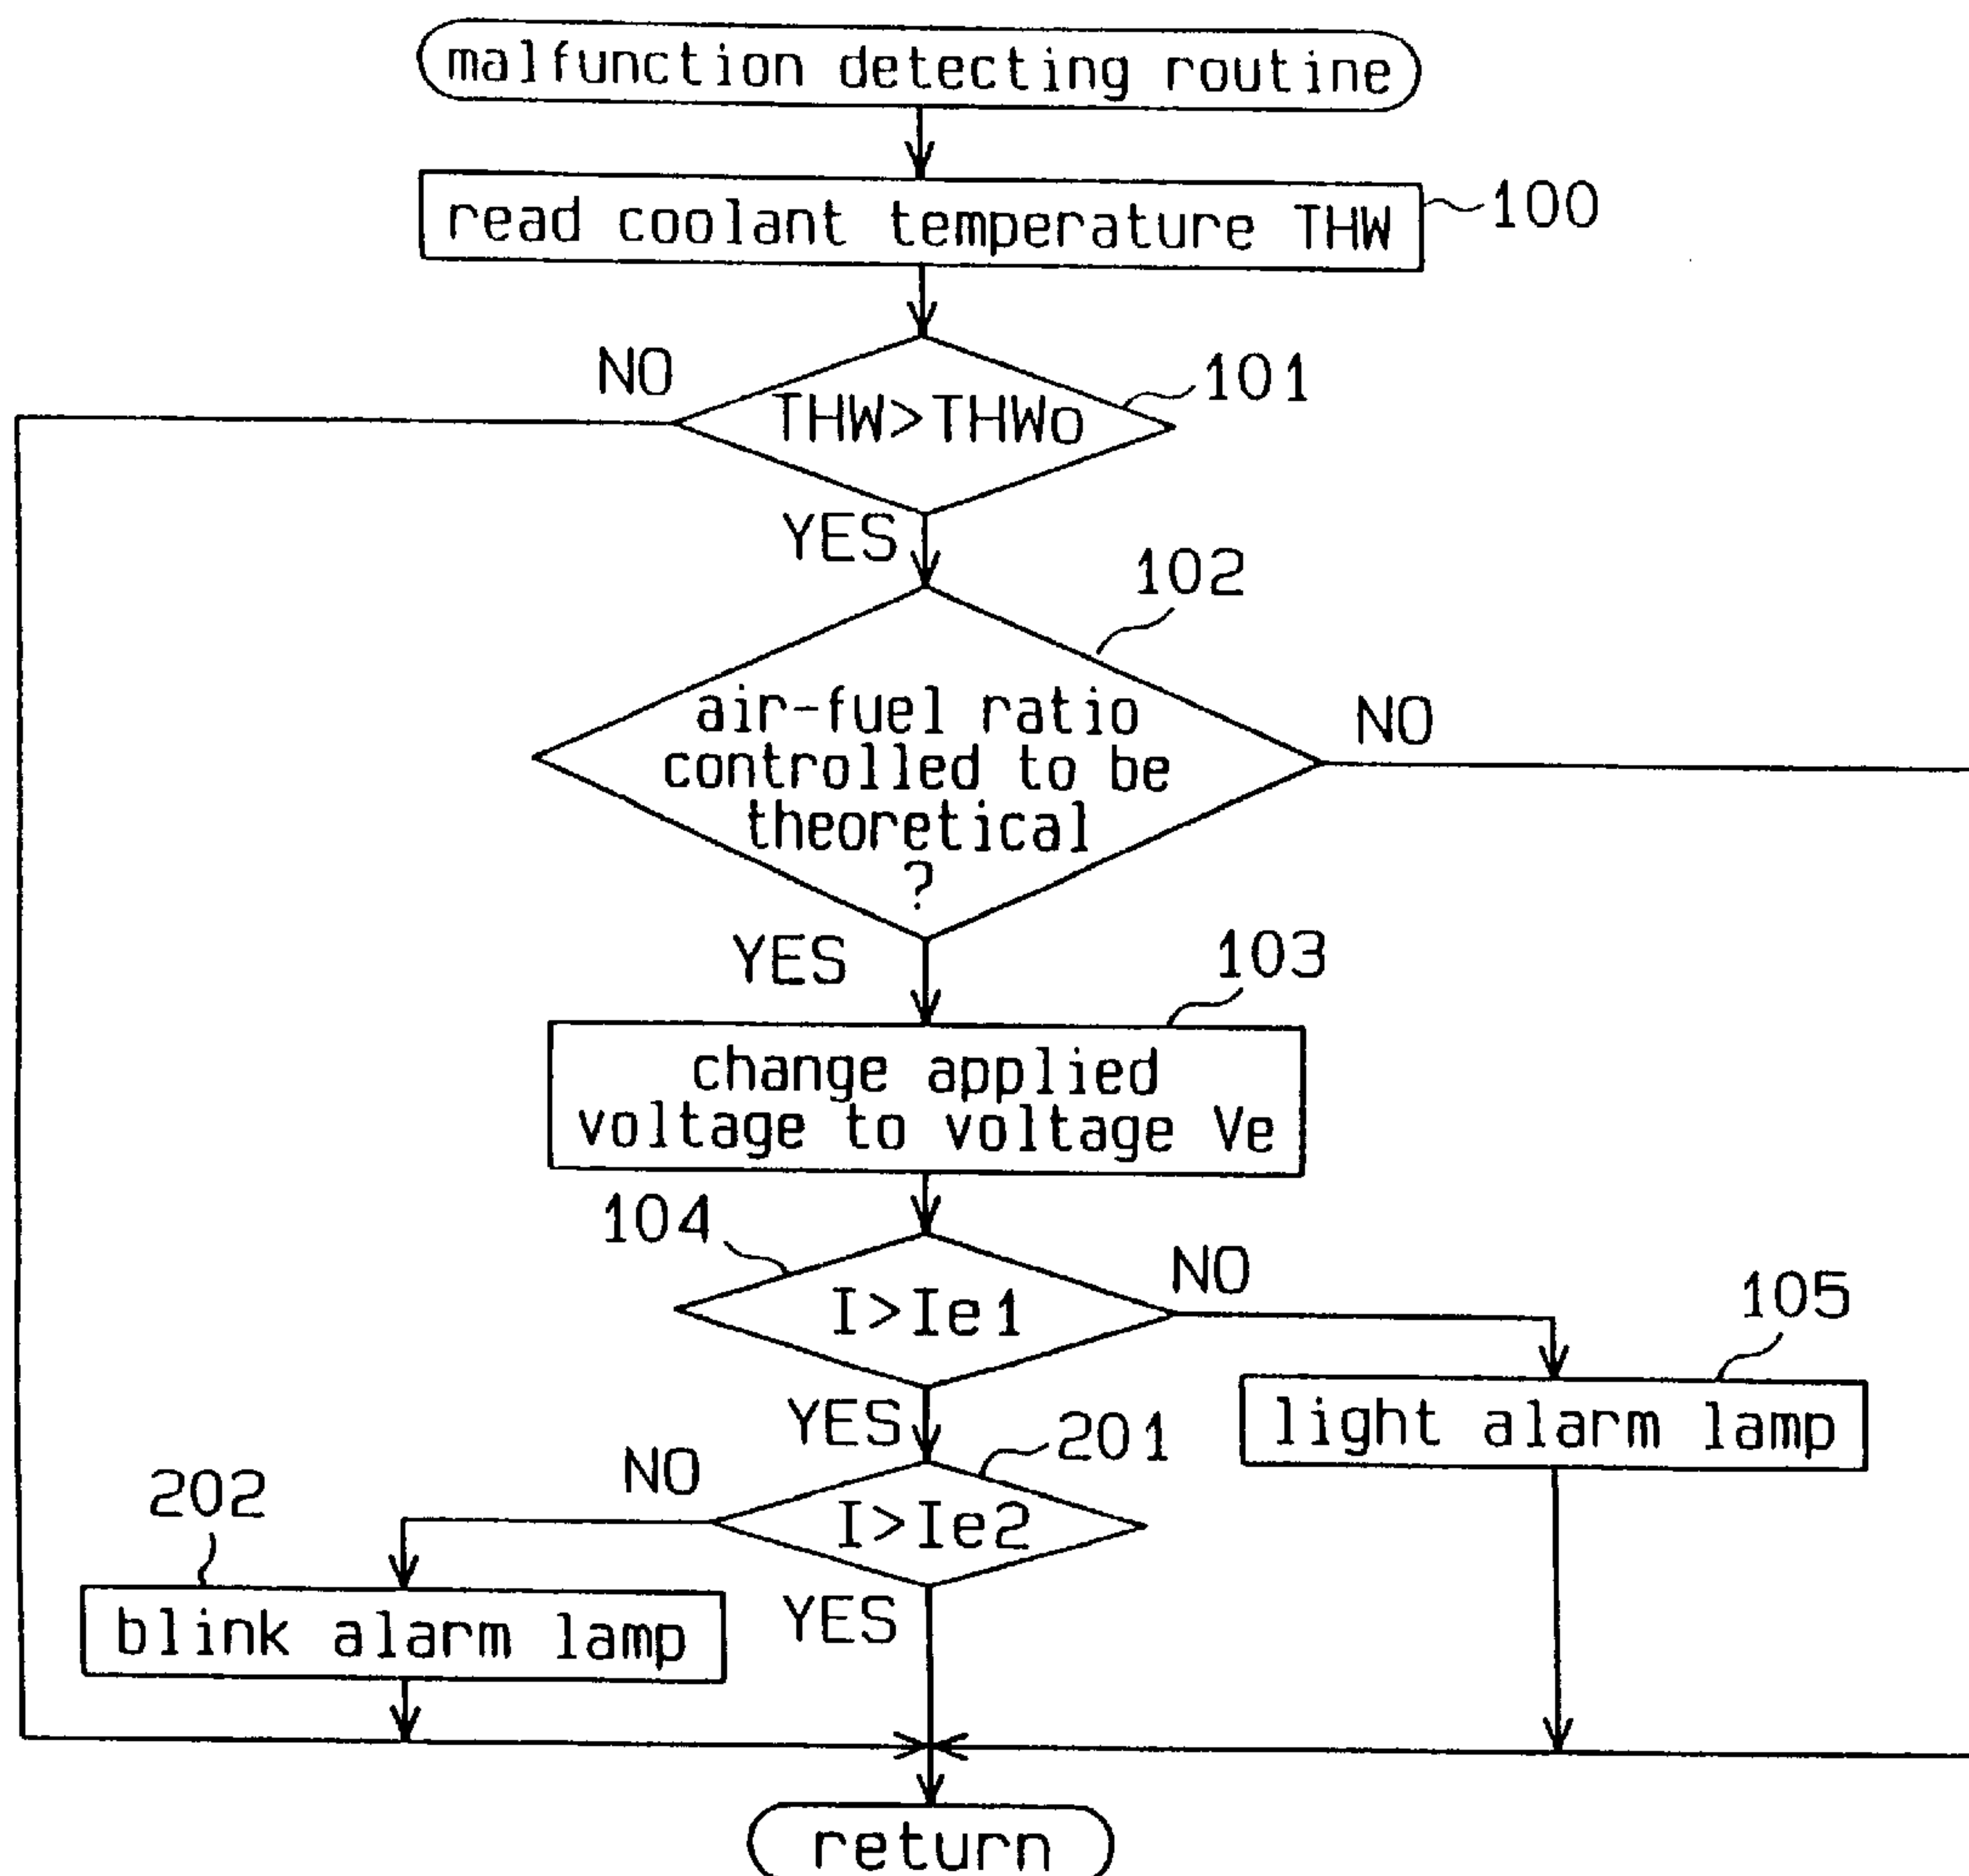 malfunction detecting routine
read coolant temperature THW
100
NO
THW>THWo
101
YES
102
air-fuel ratio
controlled to be
theoretical
?
NO
YES
103
change applied
voltage to voltage Ve
104
I>Ie1
NO
105
YES
light alarm lamp
201
NO
202
I>Ie2
blink alarm lamp
YES
return